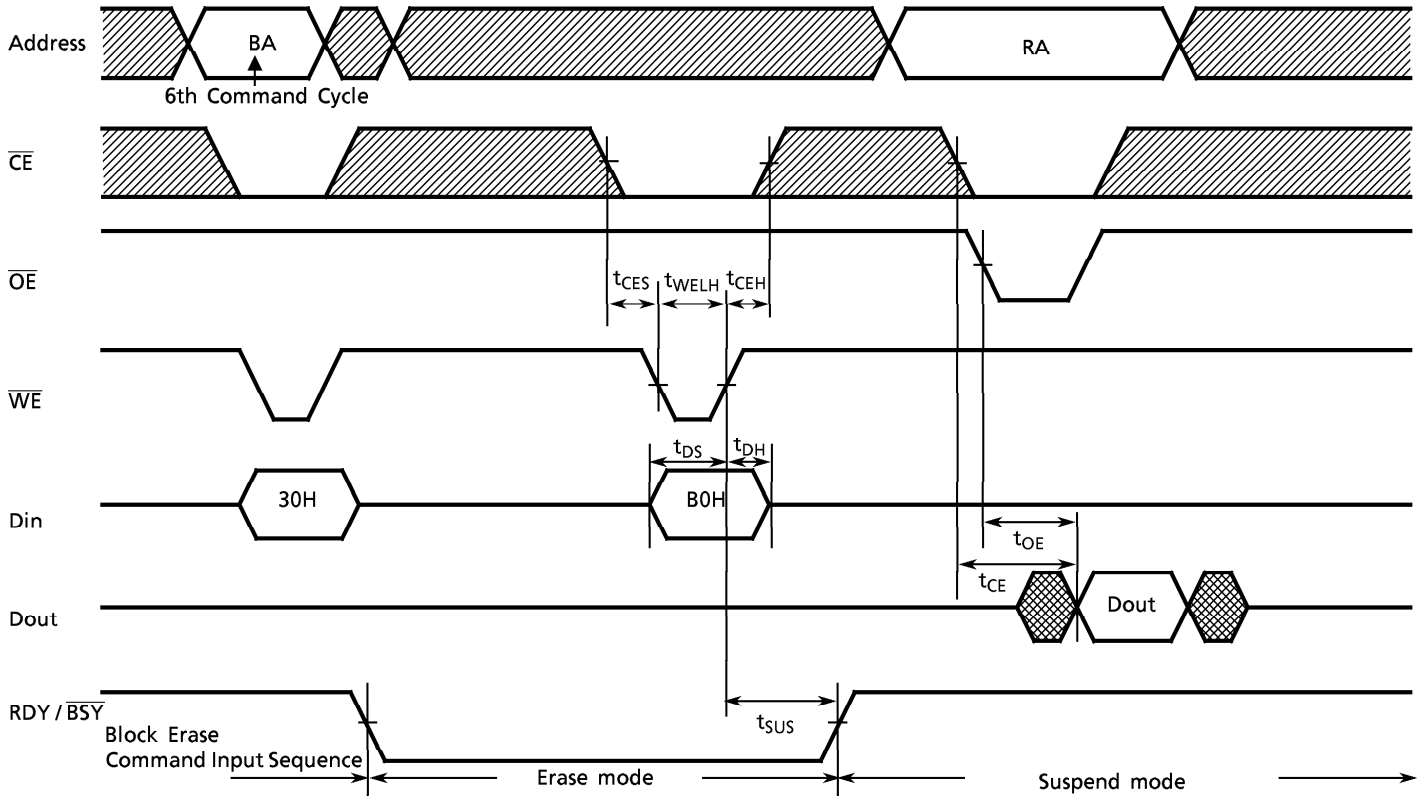 Address
BA
RA
6th Command Cycle
CE
OE
tCES
tWELH
tCEH
WE
tDS
tDH
30H
B0H
Din
tOE
tCE
Dout
Dout
RDY / BSY
tSUS
Block Erase
Command Input Sequence
Erase mode
Suspend mode